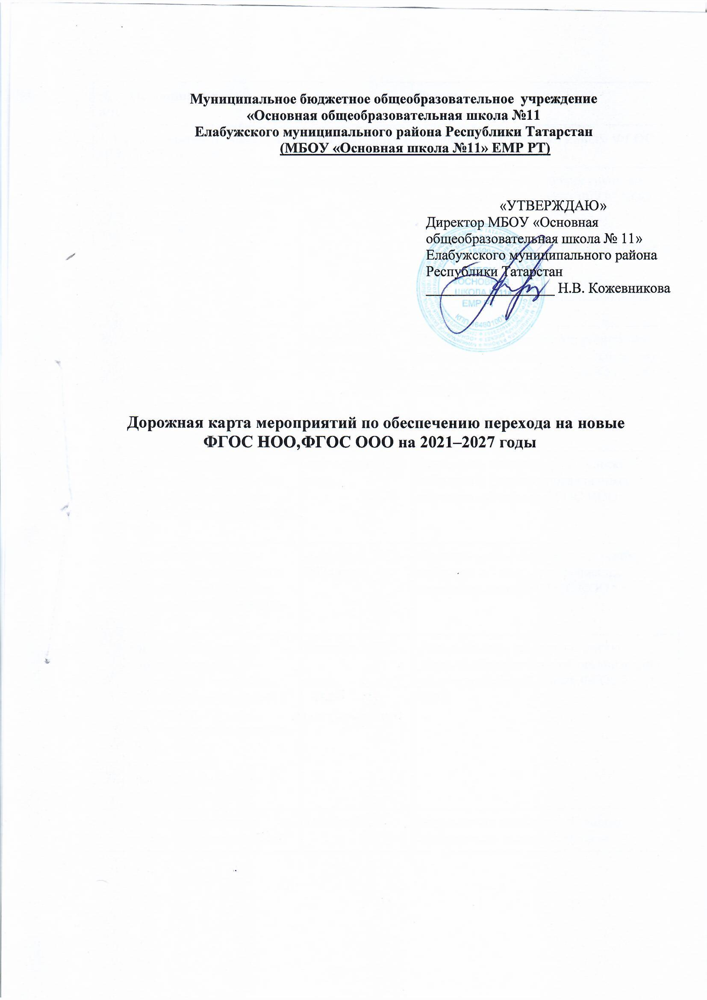 Муниципальное бюджетное общеобразовательное учреждение
«Основная общеобразовательная школа №11
Елабужского муниципального района Республики Татарстан
(МБОУ «Основная школа №11» ЕМР РТ)
«УТВЕРЖДАЮ»
Директор МБОУ «Основная
общеобразовательная школа № 11»
Елабужского муниципального района
Республики Татарстан
Н.В. Кожевникова
МБОУ
«ОСНОВНАЯ
ШКОЛА №11»
ЕМР РТ
КПП 164601001
Дорожная карта мероприятий по обеспечению перехода на новые
ФГОС НОО,ФГОС ООО на 2021–2027 годы